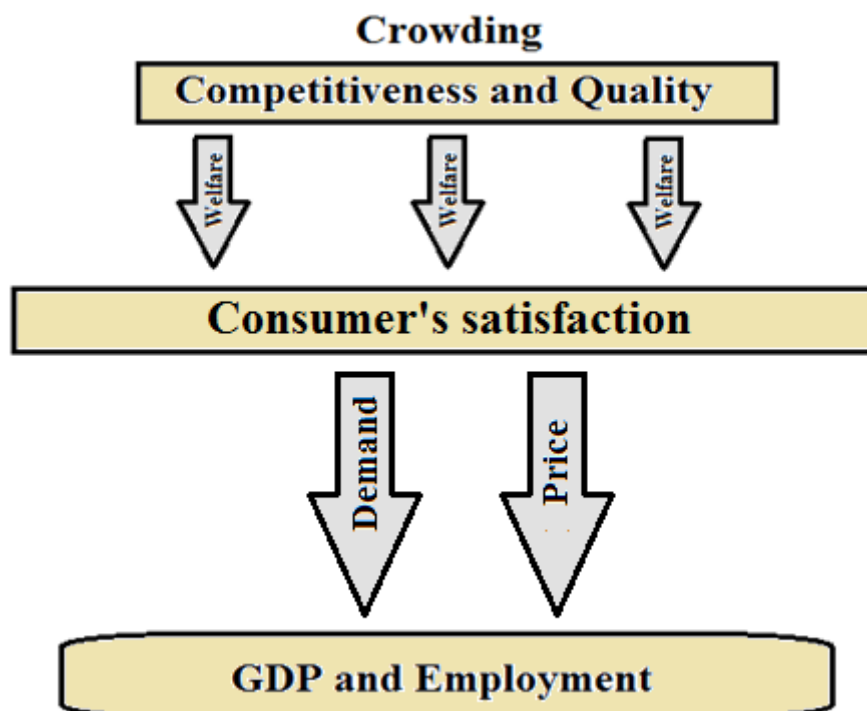 Crowding
Competitiveness and Quality
Welfare
Welfare
Welfare
Consumer's satisfaction
Demand
Price
GDP and Employment